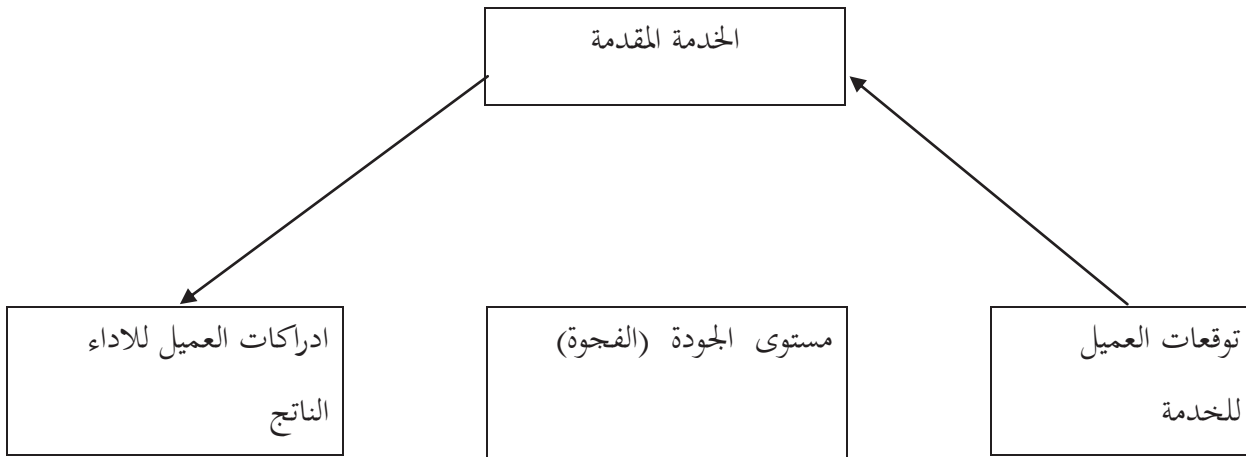 الخدمة المقدمة
توقعات العميل
للخدمة
مستوى الجودة (الفجوة)
ادراكات العميل للاداء
الناتج